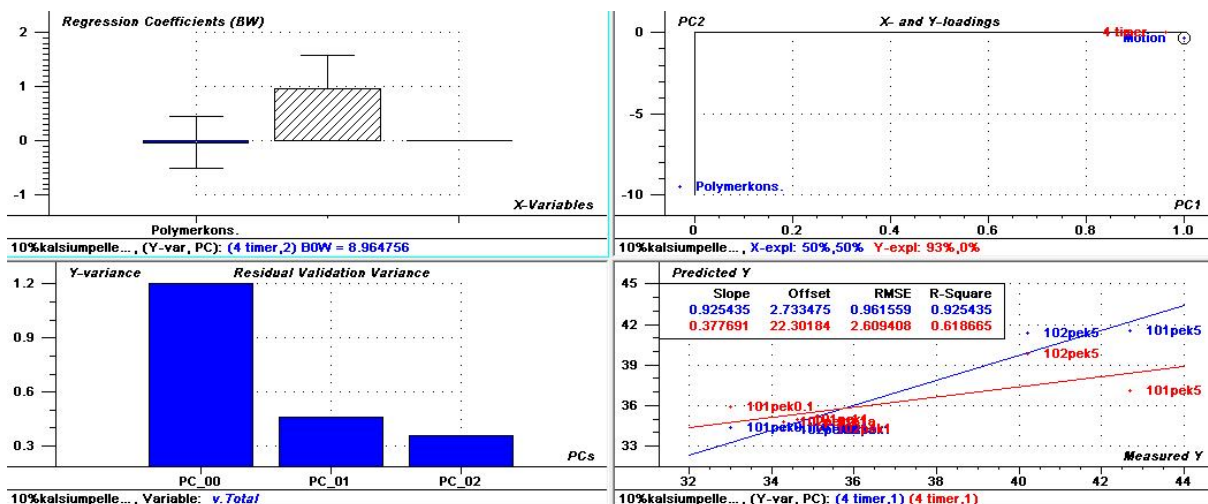 Regression Coefficients (BW)
2
1
0
-1
X-Variables
Polymerkons.
10%kalsiumpelle..., (Y-var, PC): (4 timer,2) B0W = 8.964756
PC2
X- and Y-loadings
0
4 timer
Motion
-5
-10
Polymerkons.
PC1
0 0.2 0.4 0.6 0.8 1.0
10%kalsiumpelle..., X-expl: 50%,50% Y-expl: 93%,0%
Y-variance
Residual Validation Variance
1.2
0.9
0.6
0.3
PCs
PC_00 PC_01 PC_02
10%kalsiumpelle..., Variable: v.Total
Predicted Y
45
Slope Offset RMSE R-Square
0.925435 2.733475 0.961559 0.925435
0.377691 22.30184 2.609408 0.618665
42
102pek5
101pek5
39
102pek5
101pek5
36
101pek0.1
33
Measured Y
32 34 36 38 40 42 44
10%kalsiumpelle..., (Y-var, PC): (4 timer,1) (4 timer,1)